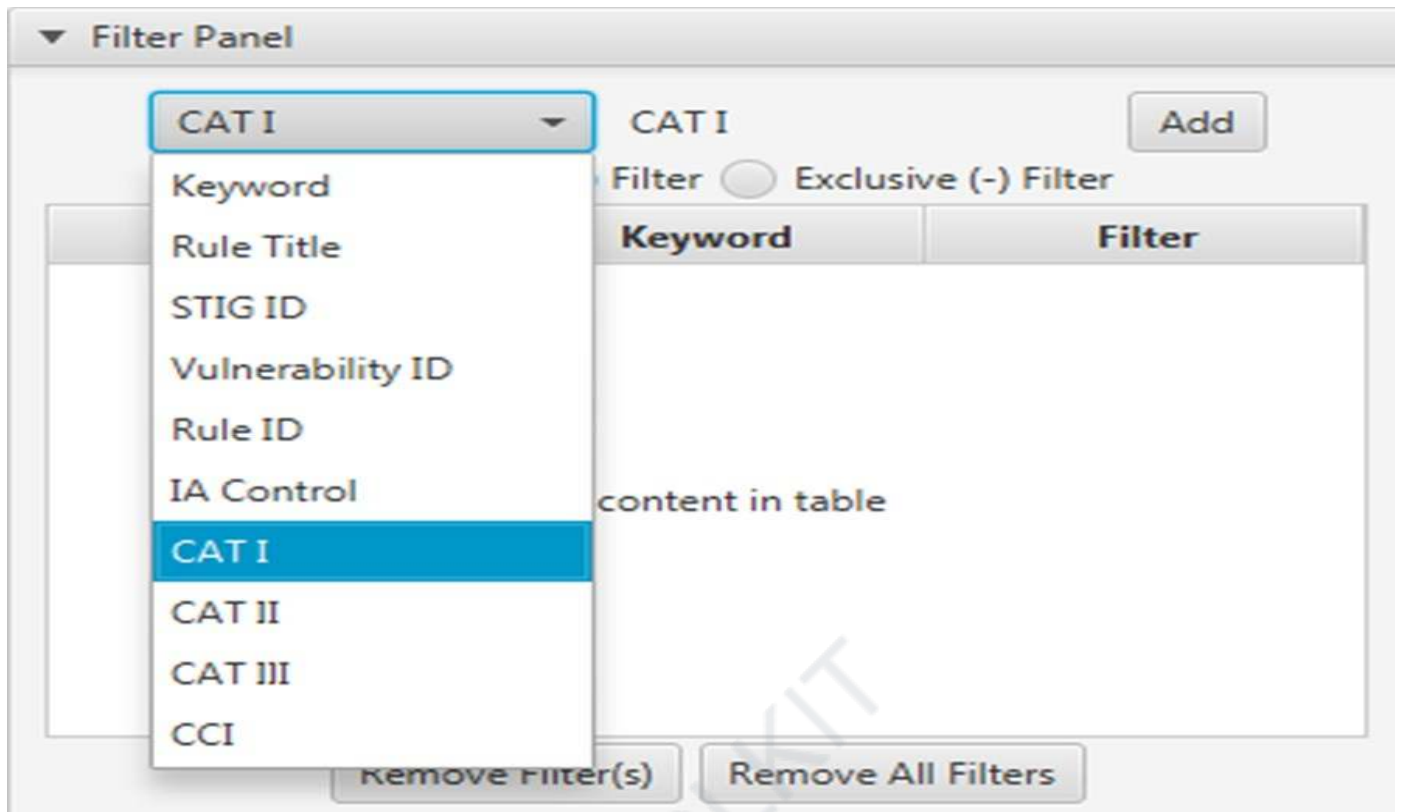 Filter Panel
CAT I CAT I Add
Keyword
Filter Exclusive (-) Filter
Keyword Filter
Rule Title
STIG ID
Vulnerability ID
Rule ID
IA Control
content in table
CAT I
CAT II
CAT III
CCI
Remove Filter(s) Remove All Filters